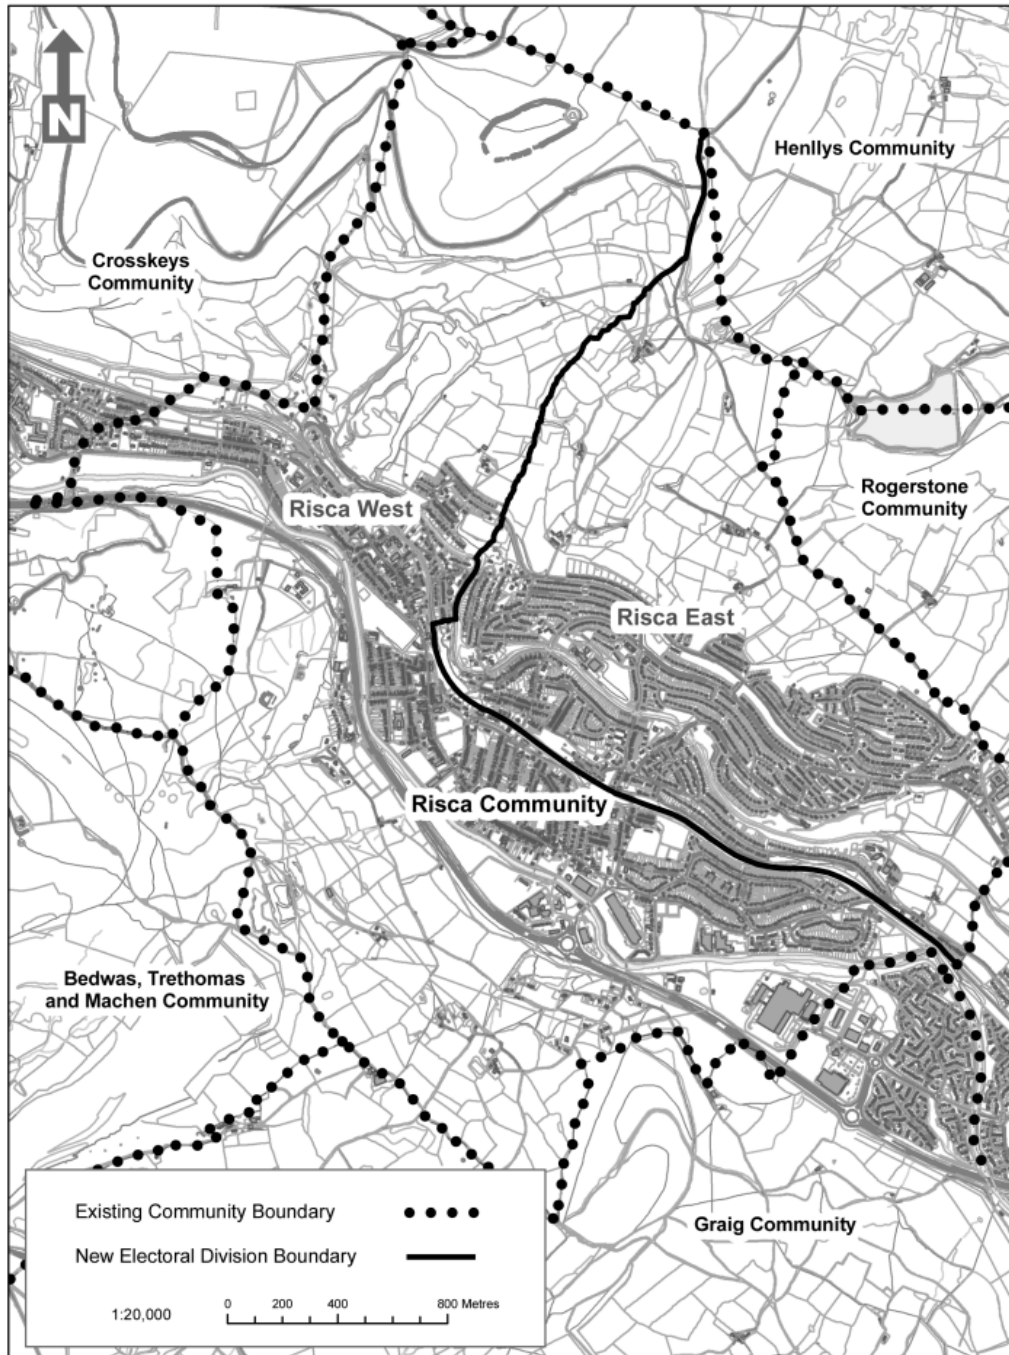 N
Henllys Community
Crosskeys
Community
Rogerstone
Community
Risca West
Risca East
Risca Community
Bedwas, Trethomas
and Machen Community
Graig Community
Existing Community Boundary
New Electoral Division Boundary
1:20,000
0 200 400 800 Metres